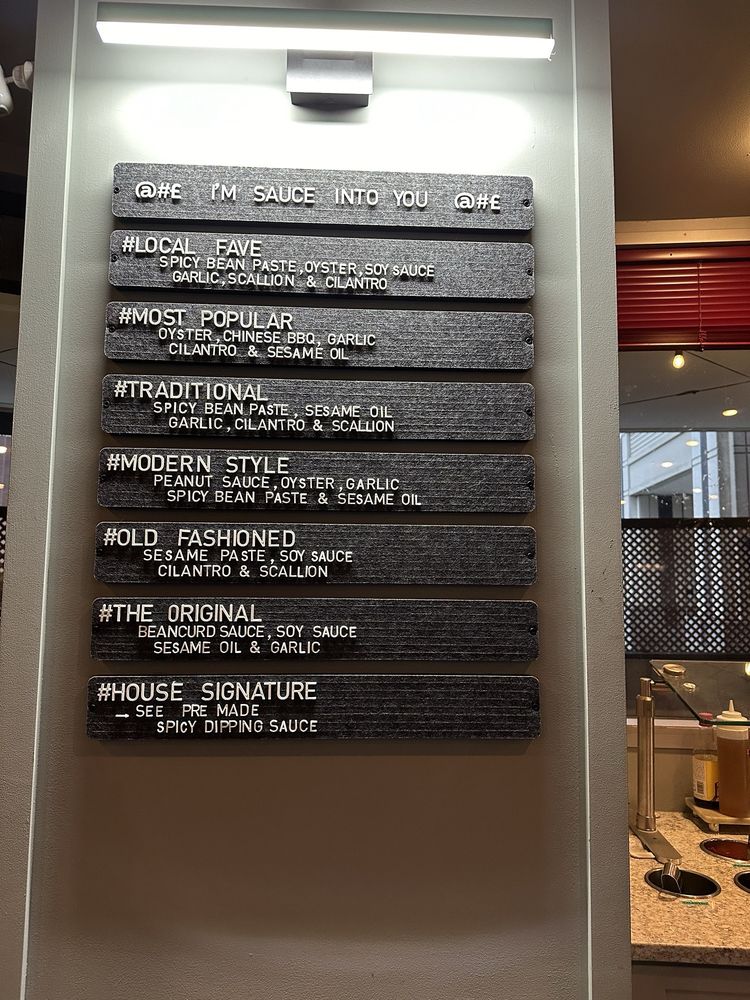 @#£ I'M SAUCE INTO YOU @#£
#LOCAL FAVE
SPICY BEAN PASTE, OYSTER, SOY SAUCE
GARLIC, SCALLION & CILANTRO
#MOST POPULAR
OYSTER, CHINESE BBQ, GARLIC
CILANTRO & SESAME OIL
#TRADITIONAL
SPICY BEAN PASTE, SESAME OIL
GARLIC, CILANTRO & SCALLION
#MODERN STYLE
PEANUT SAUCE, OYSTER, GARLIC
SPICY BEAN PASTE & SESAME OIL
#OLD FASHIONED
SESAME PASTE, SOY SAUCE
CILANTRO & SCALLION
#THE ORIGINAL
BEANCURD SAUCE, SOY SAUCE
SESAME OIL & GARLIC
#HOUSE SIGNATURE
→ SEE PRE MADE
SPICY DIPPING SAUCE